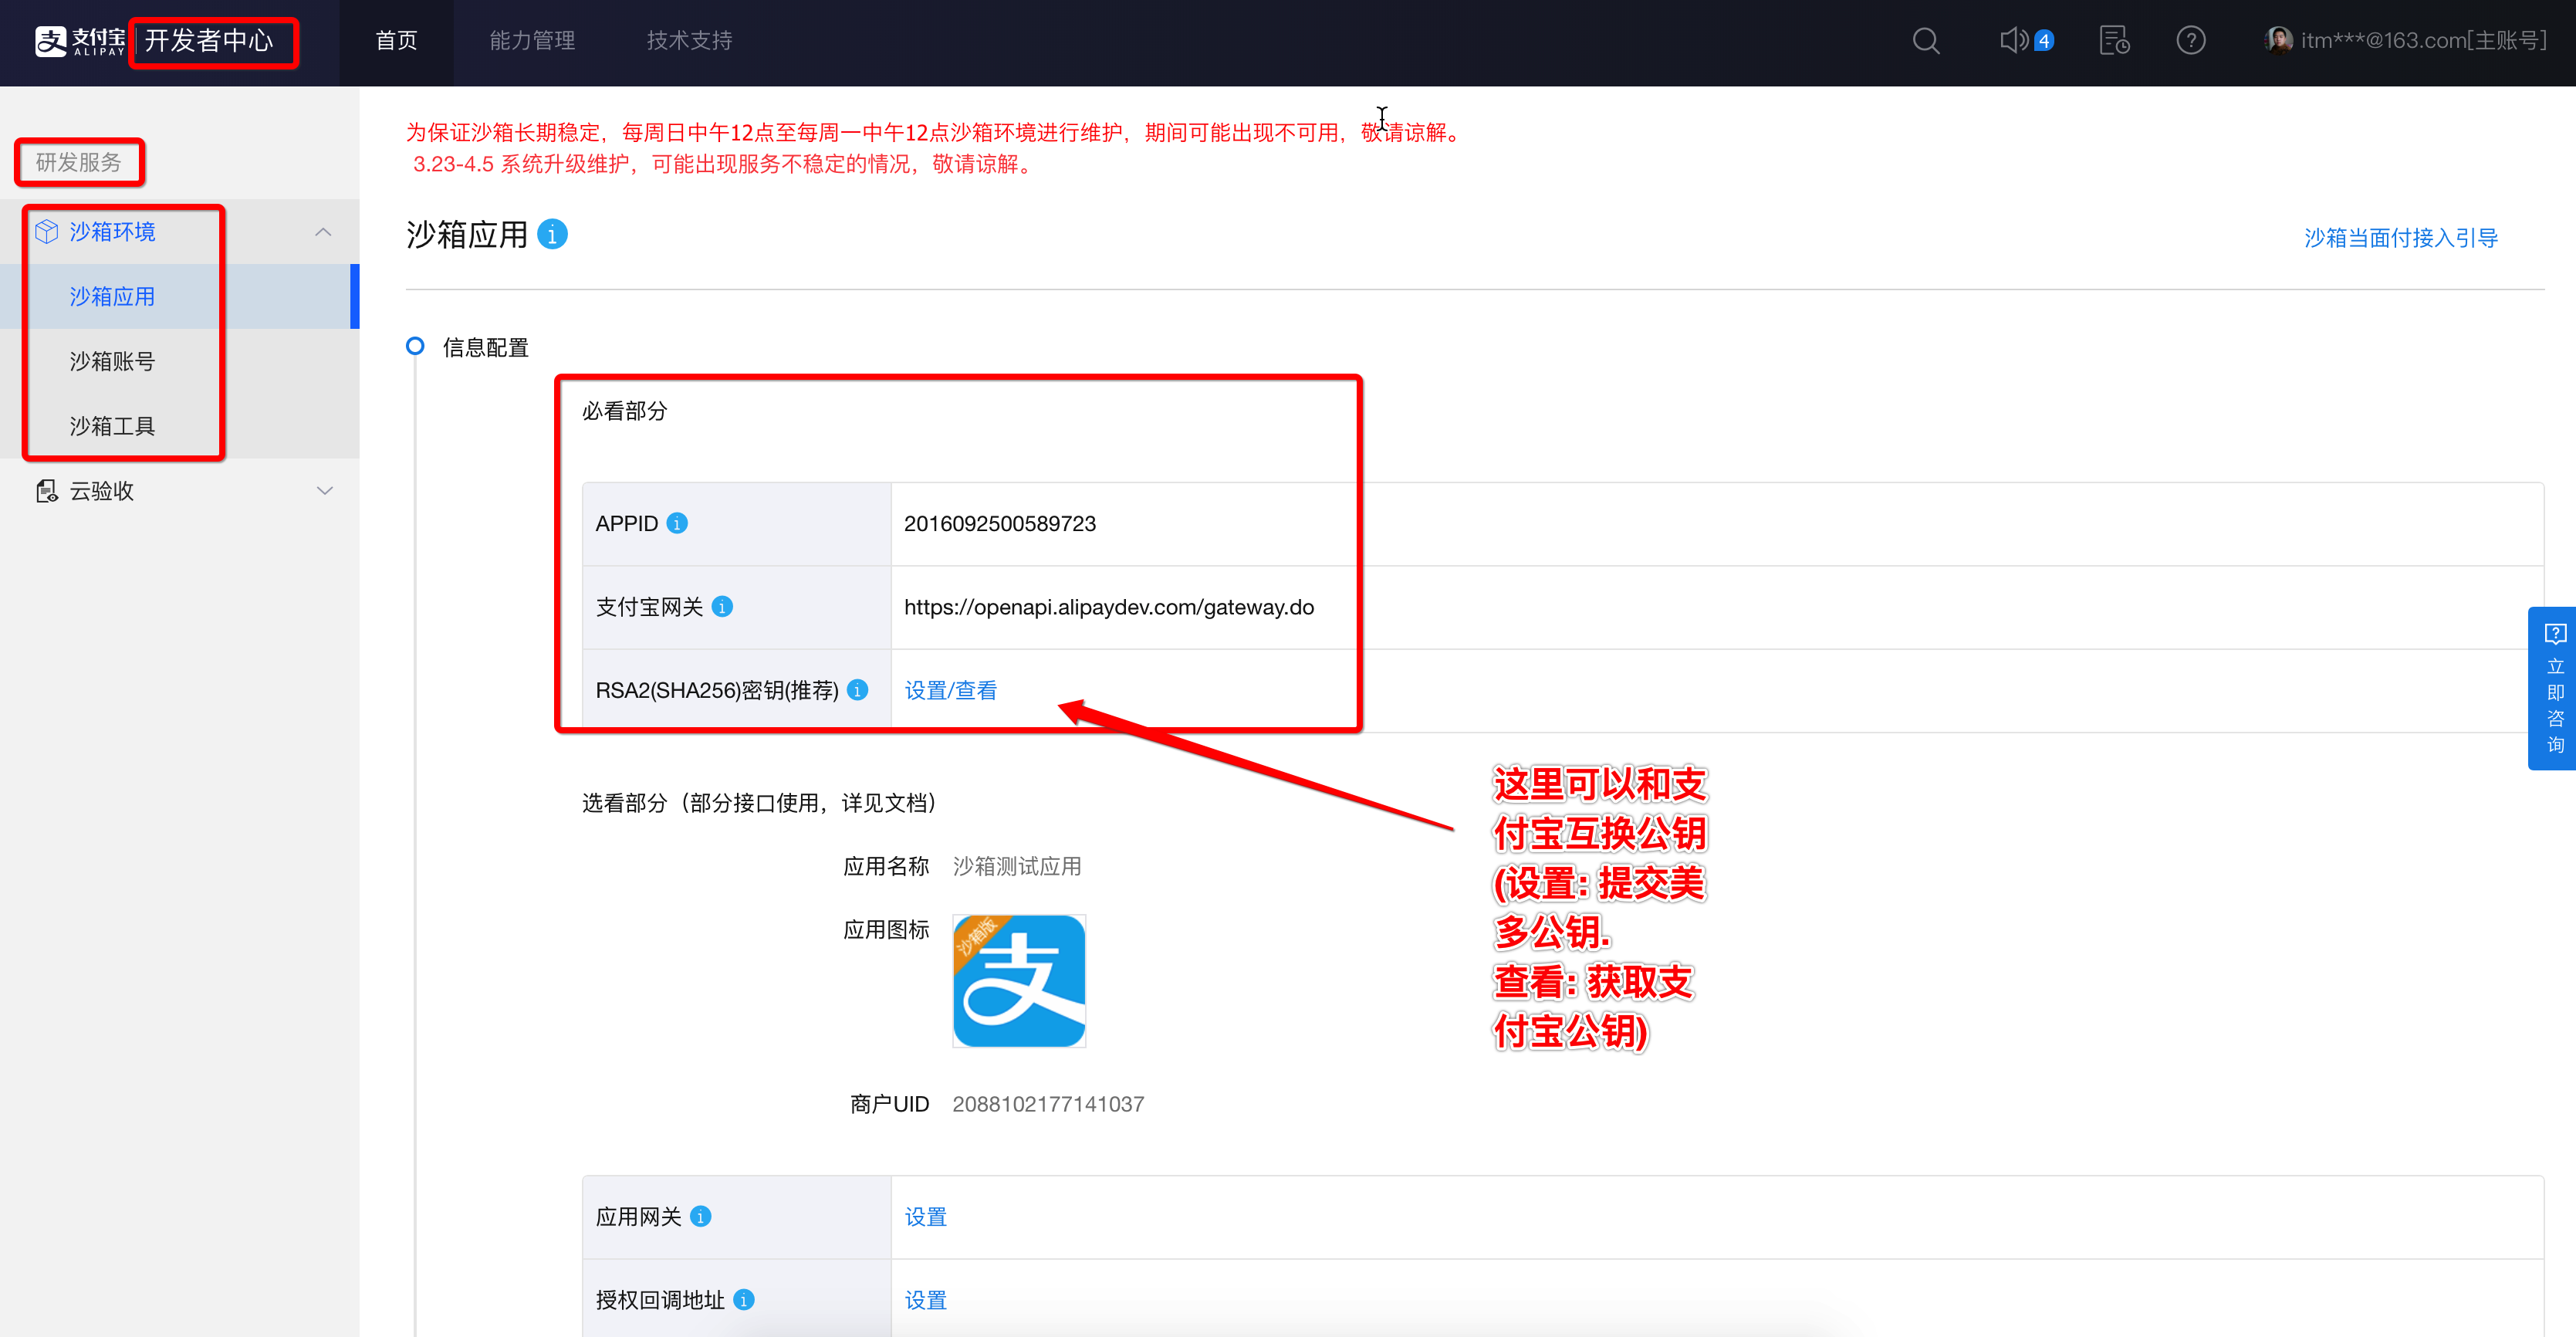 支付宝 开发者中心 首页 能力管理 技术支持 4 itm***@163.com[主账号]
ALIPAY
为保证沙箱长期稳定，每周日中午12点至每周一中午12点沙箱环境进行维护，期间可能出现不可用，敬请谅解。
3.23-4.5 系统升级维护，可能出现服务不稳定的情况，敬请谅解。
研发服务
沙箱环境
沙箱应用
沙箱账号
沙箱工具
云验收
沙箱应用
沙箱当面付接入引导
信息配置
必看部分
APPID 2016092500589723
支付宝网关 https://openapi.alipaydev.com/gateway.do
RSA2(SHA256)密钥(推荐) 设置/查看
选看部分（部分接口使用，详见文档）
应用名称 沙箱测试应用
应用图标
沙箱版
支
商户UID 2088102177141037
应用网关 设置
授权回调地址 设置
这里可以和支
付宝互换公钥
(设置: 提交美
多公钥.
查看: 获取支
付宝公钥)
立
即
咨
询